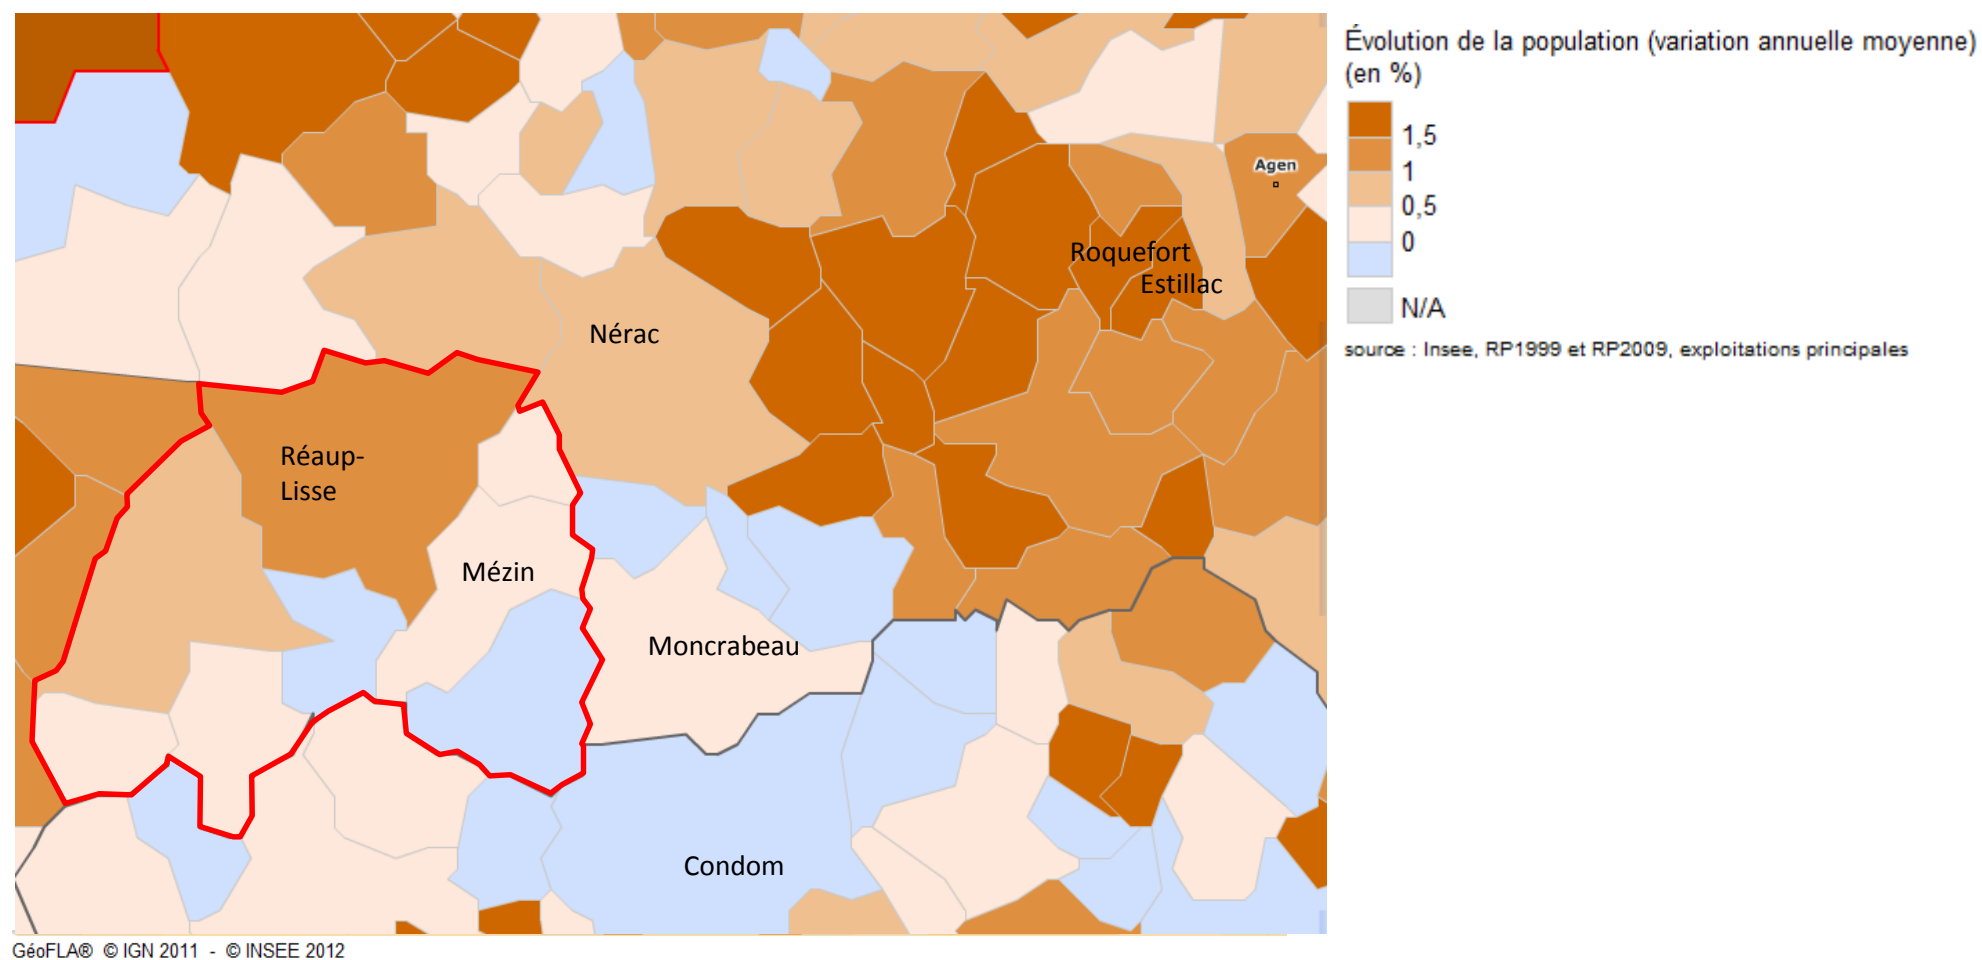 Évolution de la population (variation annuelle moyenne)
(en %)
1,5
1
0,5
0
N/A
source : Insee, RP1999 et RP2009, exploitations principales
Agen
Roquefort
Estillac
Nérac
Réaup-
Lisse
Mézin
Moncrabeau
Condom
GéoFLA® © IGN 2011 - © INSEE 2012